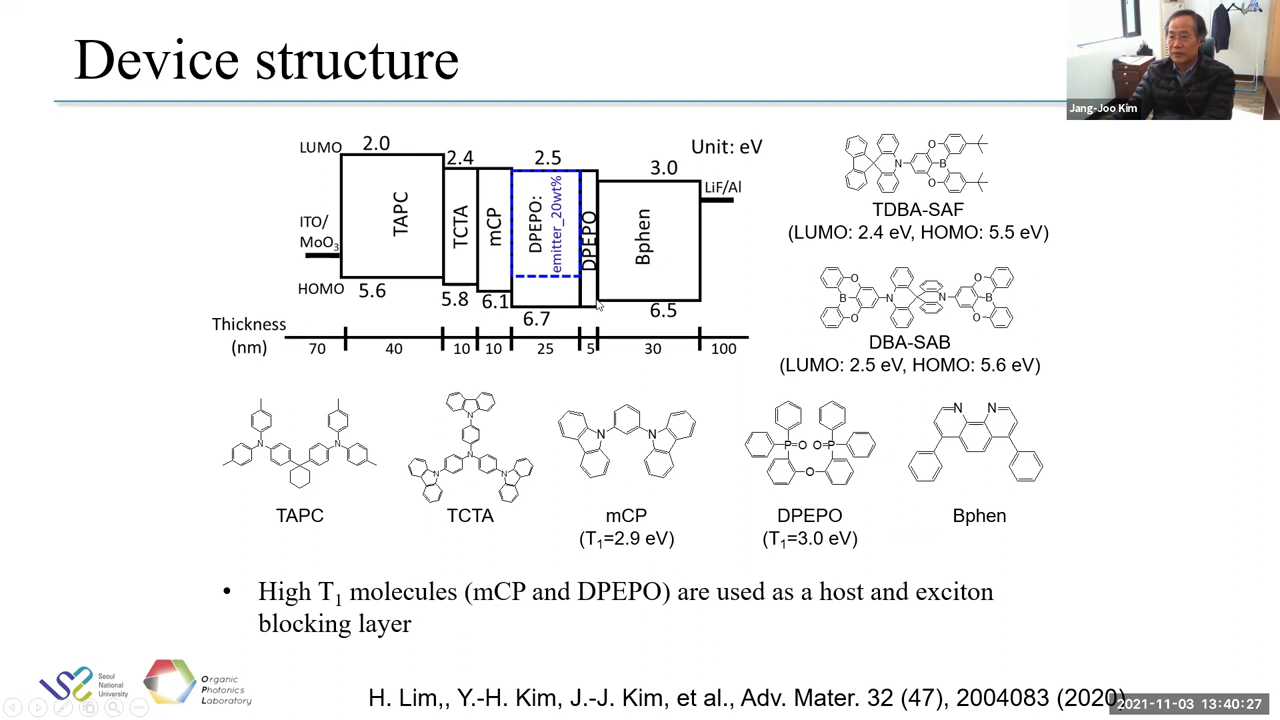 Device structure
Jang-Joo Kim
Unit: eV
LUMO
2.0
2.4
2.5
3.0
LiF/Al
ITO/
MoO3
HOMO
TAPC
TCTA
mCP
DPEPO:
emitter_20wt%
DPEPO
Bphen
5.6
5.8
6.1
6.7
6.5
Thickness
(nm)
70
40
10
10
25
5
30
100
N
O
B
O
TDBA-SAF
(LUMO: 2.4 eV, HOMO: 5.5 eV)
O
B
O
N
N
O
B
O
DBA-SAB
(LUMO: 2.5 eV, HOMO: 5.6 eV)
N
N
TAPC
N
N
N
N
TCTA
N
N
mCP
(T1=2.9 eV)
P=O
O=P
O
DPEPO
(T1=3.0 eV)
N
N
Bphen
• High T1 molecules (mCP and DPEPO) are used as a host and exciton
blocking layer
Seoul
National
University
Organic
Photonics
Laboratory
H. Lim,, Y.-H. Kim, J.-J. Kim, et al., Adv. Mater. 32 (47), 2004083 (2020)
2021-11-03 13:40:27